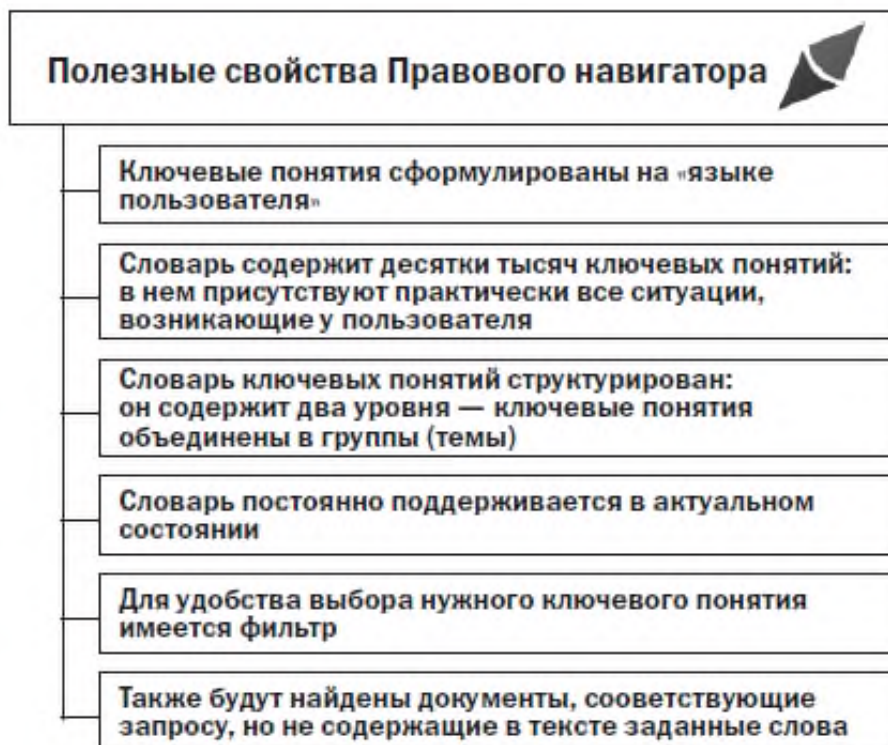 Полезные свойства Правового навигатора
Ключевые понятия сформулированы на «языке
пользователя»
Словарь содержит десятки тысяч ключевых понятий:
в нем присутствуют практически все ситуации,
возникающие у пользователя
Словарь ключевых понятий структурирован:
он содержит два уровня — ключевые понятия
объединены в группы (темы)
Словарь постоянно поддерживается в актуальном
состоянии
Для удобства выбора нужного ключевого понятия
имеется фильтр
Также будут найдены документы, сооветствующие
запросу, но не содержащие в тексте заданные слова